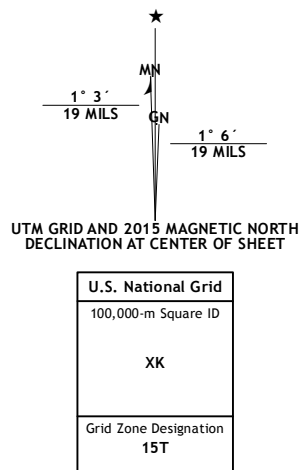 MN
1° 3´
19 MILS
GN
1° 6´
19 MILS
UTM GRID AND 2015 MAGNETIC NORTH
DECLINATION AT CENTER OF SHEET
U.S. National Grid
100,000-m Square ID
XK
Grid Zone Designation
15T